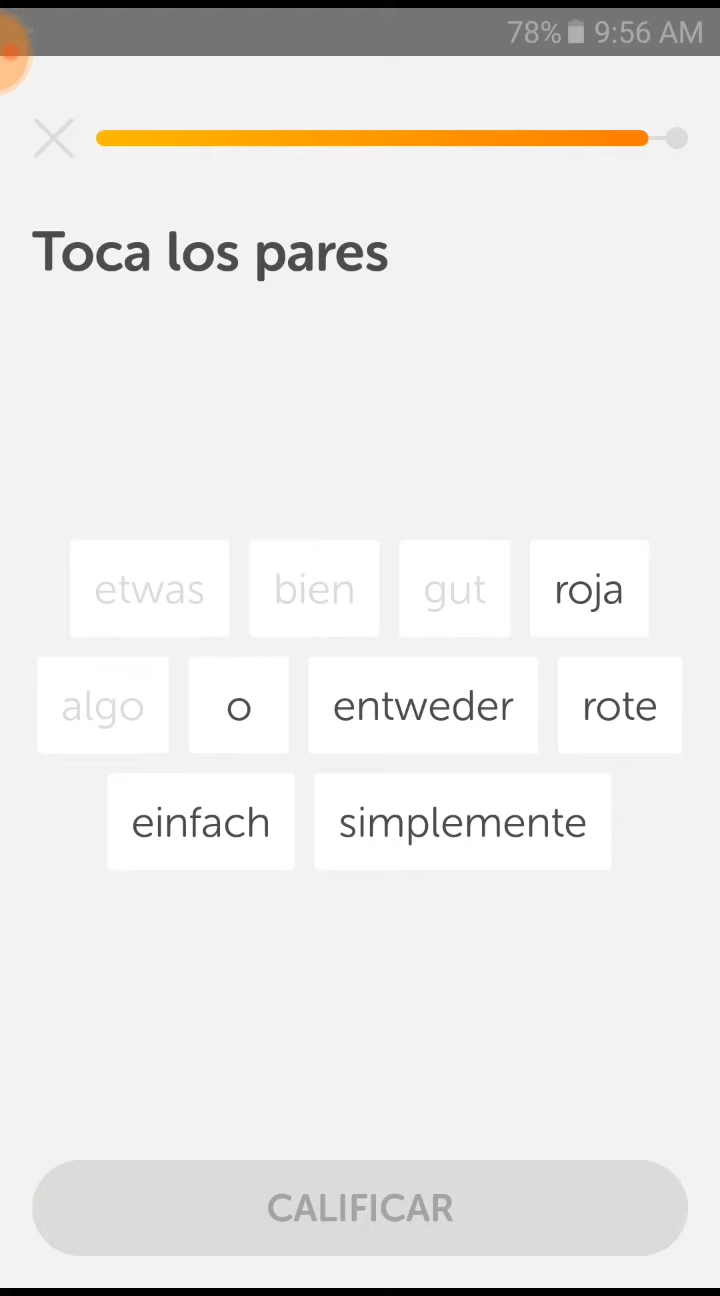 78% 9:56 AM
Toca los pares
etwas bien gut roja
algo o entweder rote
einfach simplemente
CALIFICAR